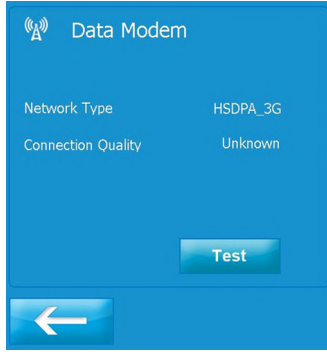 Data Modem
Network Type HSDPA_3G
Connection Quality Unknown
Test